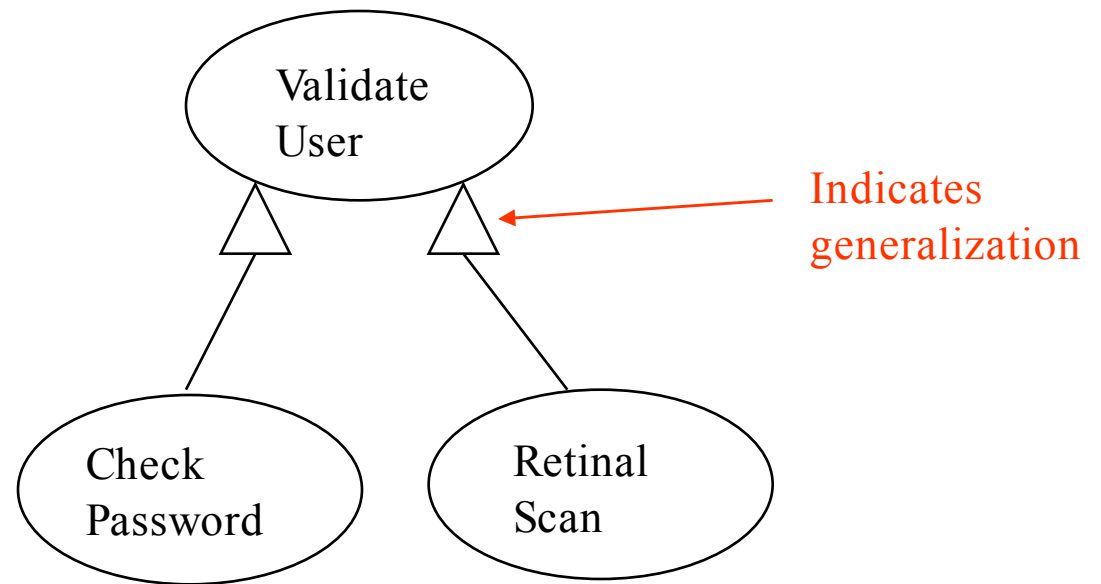 Validate
User
Indicates
generalization
Check
Password
Retinal
Scan